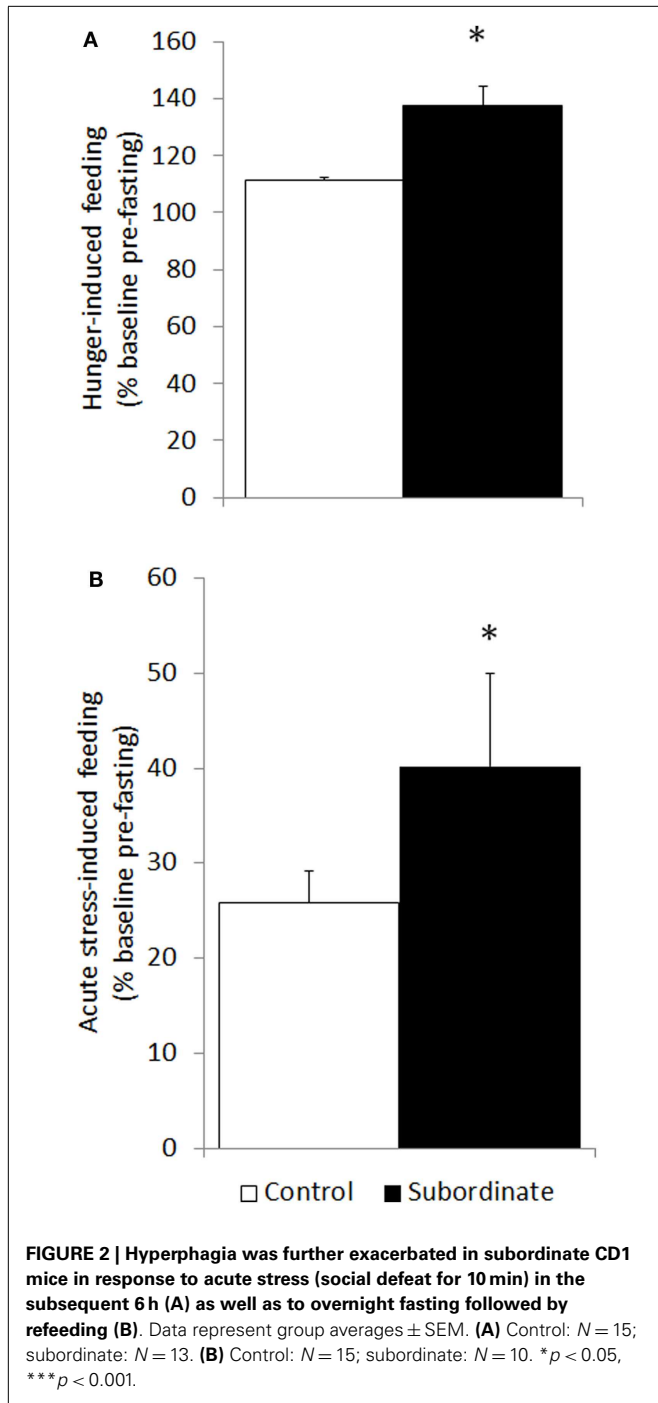 A
*
160
140
120
100
80
60
40
20
0
Hunger-induced feeding
(% baseline pre-fasting)
B
*
60
50
40
30
20
10
0
Acute stress-induced feeding
(% baseline pre-fasting)
□ Control ■ Subordinate
FIGURE 2 | Hyperphagia was further exacerbated in subordinate CD1
mice in response to acute stress (social defeat for 10 min) in the
subsequent 6 h (A) as well as to overnight fasting followed by
refeeding (B). Data represent group averages ± SEM. (A) Control: N = 15;
subordinate: N = 13. (B) Control: N = 15; subordinate: N = 10. *p < 0.05,
***p < 0.001.